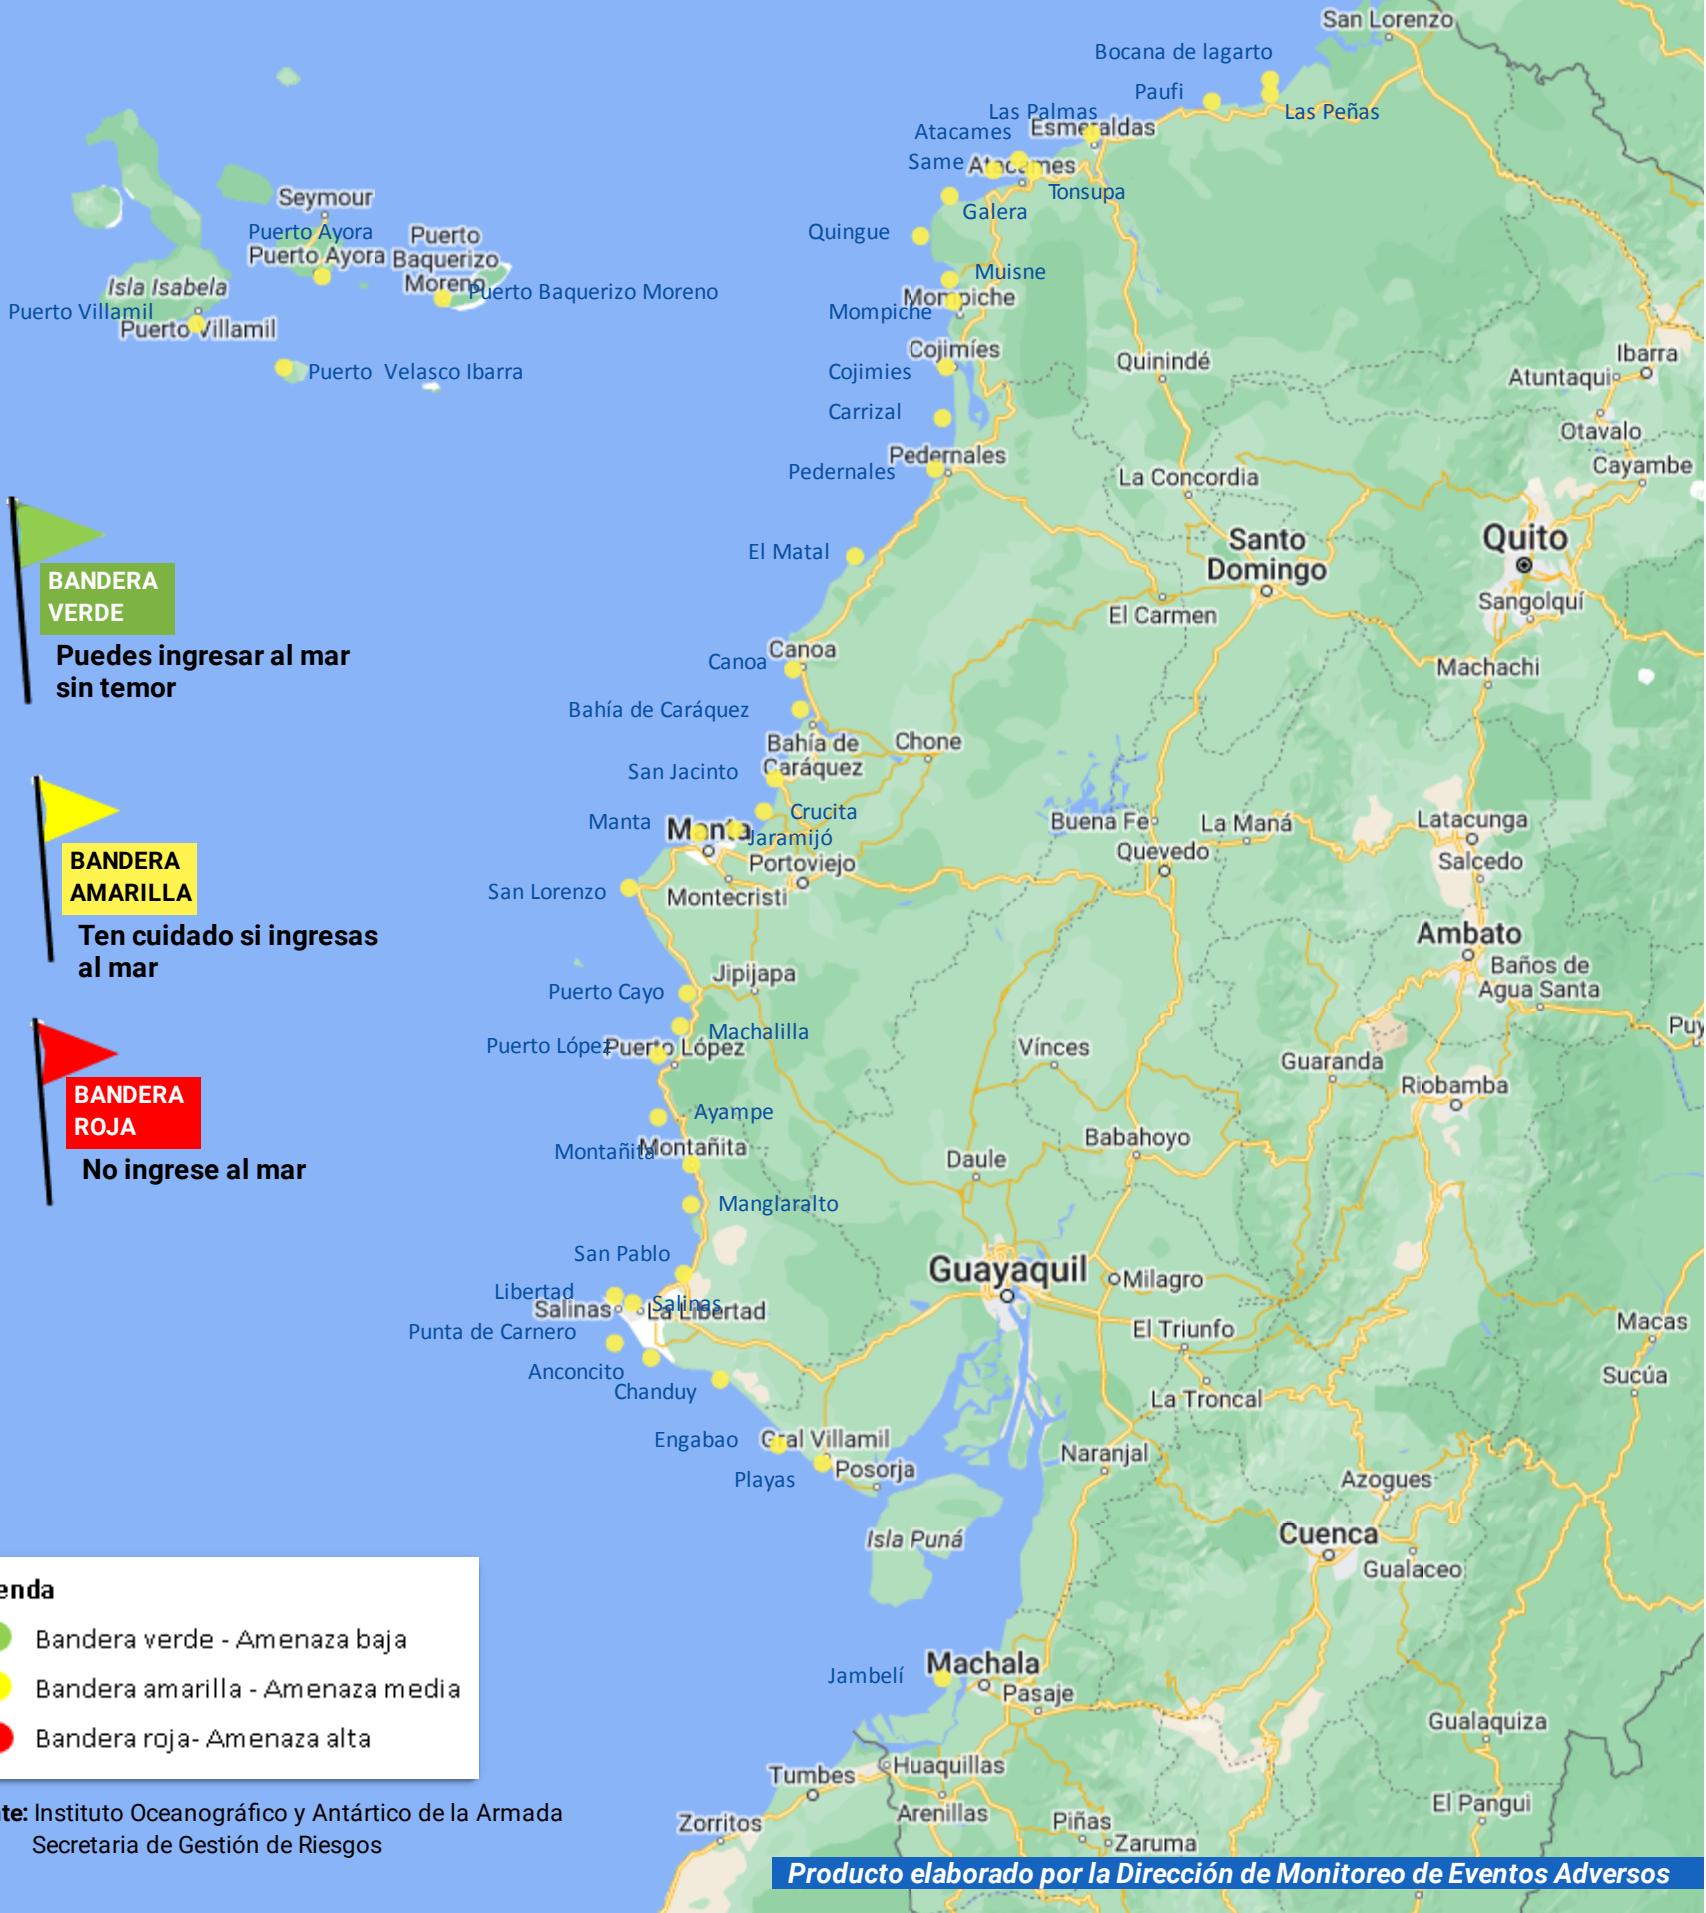 San Lorenzo
Bocana de lagarto
Paufi
Las Palmas
Las Peñas
Atacames
Esmeraldas
Same
Atacames
Tonsupa
Seymour
Galera
Puerto Ayora
Puerto Ayora
Puerto
Baquerizo
Moreno
Quingue
Isla Isabela
Puerto Baquerizo Moreno
Muisne
Mompiche
Puerto Villamil
Puerto Villamil
Mompiche
Cojimíes
Quinindé
Ibarra
Atuntaqui
Puerto Velasco Ibarra
Cojimies
Carrizal
Otavalo
Pedernales
Pedernales
La Concordia
Cayambe
Quito
Santo
Domingo
El Matal
BANDERA
VERDE
Puedes ingresar al mar
sin temor
El Carmen
Sangolquí
Canoa
Canoa
Machachi
Bahía de Caráquez
Bahía de
Caráquez
Chone
San Jacinto
Crucita
Manta
Manta
Jaramijó
Buena Fe
La Maná
Latacunga
BANDERA
AMARILLA
Ten cuidado si ingresas
al mar
Portoviejo
Quevedo
Salcedo
San Lorenzo
Montecristi
Ambato
Jipijapa
Baños de
Agua Santa
Puerto Cayo
Machalilla
Puy
Puerto López
Puerto López
Vínces
Guaranda
Riobamba
BANDERA
ROJA
No ingrese al mar
Ayampe
Montañita
Montañita
Daule
Babahoyo
Manglaralto
San Pablo
Guayaquil
Milagro
Libertad
Salinas
Salinas
La Libertad
Punta de Carnero
El Triunfo
Macas
Anconcito
Chanduy
La Troncal
Sucúa
Engabao
Gral Villamil
Naranjal
Playas
Posorja
Azogues
Isla Puná
Cuenca
Gualaceo
enda
Bandera verde - Amenaza baja
Bandera amarilla - Amenaza media
Bandera roja- Amenaza alta
Jambelí
Machala
Pasaje
Gualaquiza
Tumbes
Huaquillas
Zorritos
Arenillas
Piñas
Zaruma
El Pangui
te: Instituto Oceanográfico y Antártico de la Armada
Secretaria de Gestión de Riesgos
Producto elaborado por la Dirección de Monitoreo de Eventos Adversos